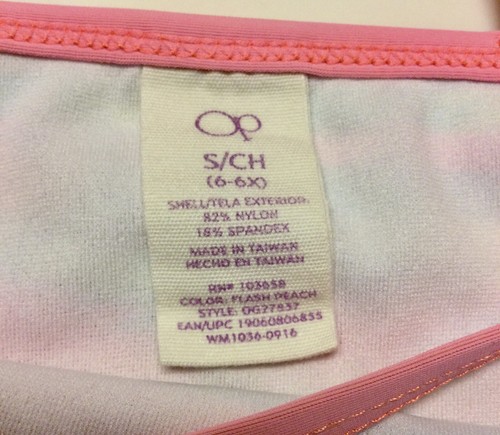 Op
S/CH
(6-6X)
SHELL/TELA EXTERIOR:
82% NYLON
18% SPANDEX
MADE IN TAIWAN
HECHO EN TAIWAN
RN# 103658
COLOR: FLASH PEACH
STYLE: OG27837
EAN/UPC 19060806855
WM1036-0916